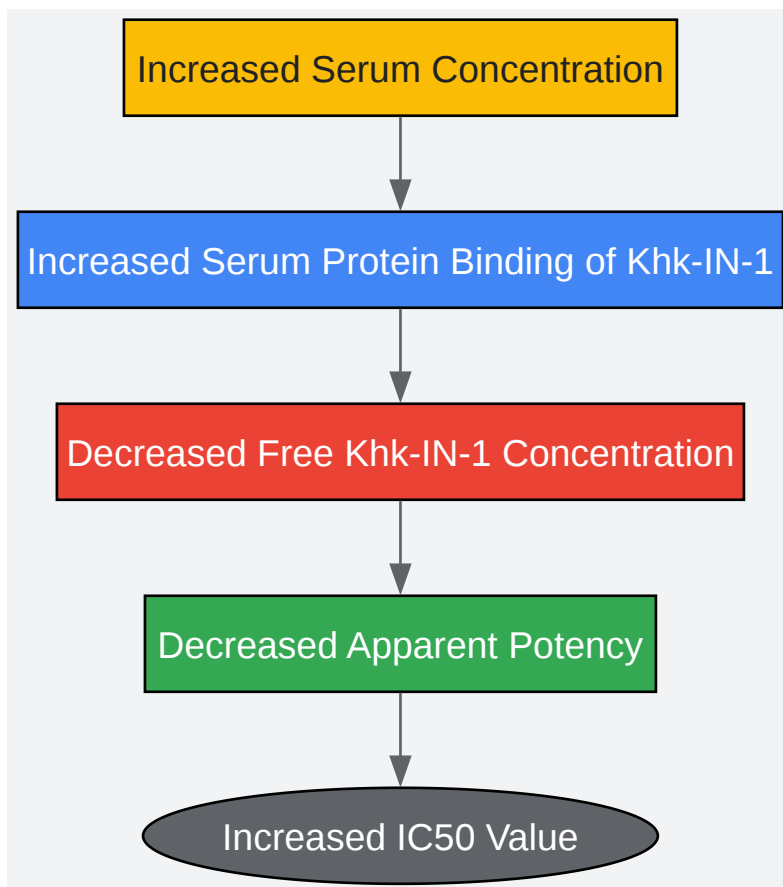 Increased Serum Concentration
Increased Serum Protein Binding of Khk-IN-1
Decreased Free Khk-IN-1 Concentration
Decreased Apparent Potency
Increased IC50 Value